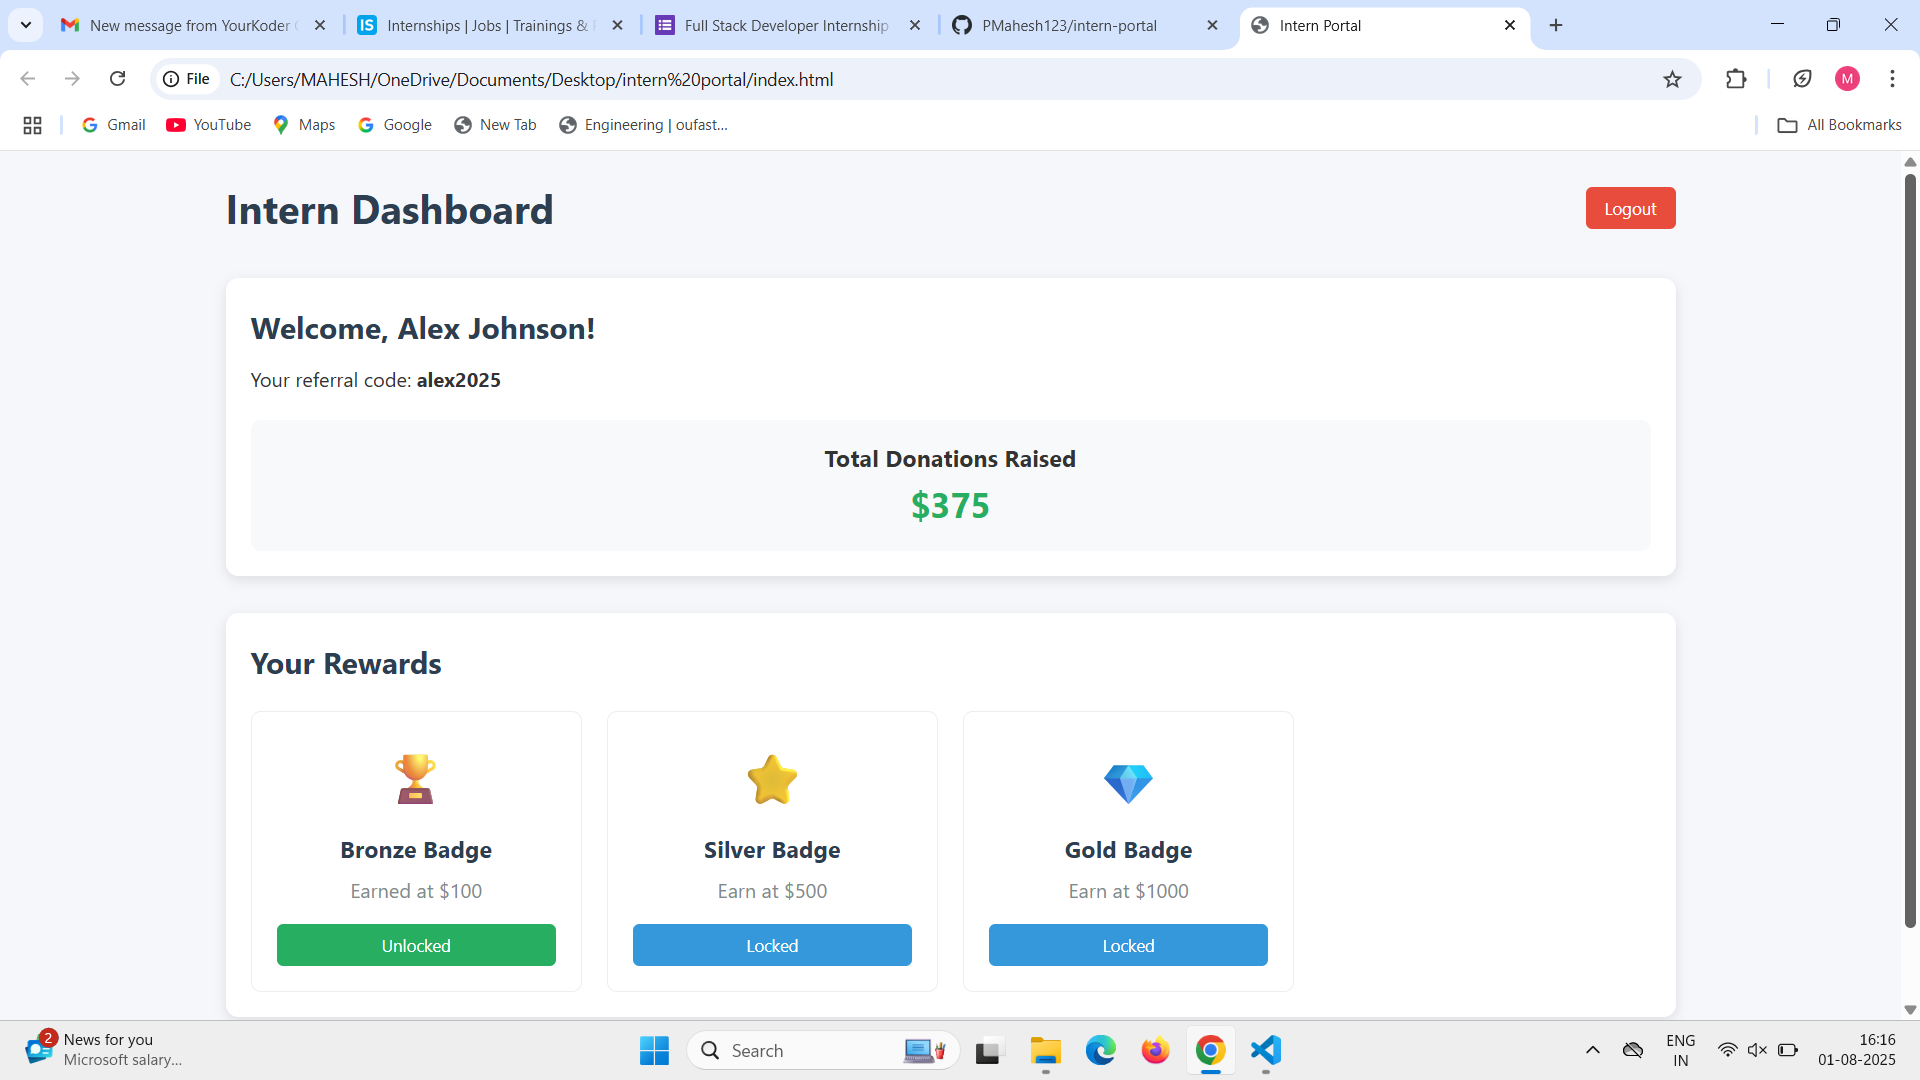 New message from YourKoder
Internships | Jobs | Trainings &
Full Stack Developer Internship
PMahesh123/intern-portal
Intern Portal
File
C:/Users/MAHESH/OneDrive/Documents/Desktop/intern%20portal/index.html
M
Gmail
YouTube
Maps
Google
New Tab
Engineering | oufast...
All Bookmarks
Intern Dashboard
Logout
Welcome, Alex Johnson!
Your referral code: alex2025
Total Donations Raised
$375
Your Rewards
Bronze Badge
Earned at $100
Unlocked
Silver Badge
Earn at $500
Locked
Gold Badge
Earn at $1000
Locked
2
News for you
Microsoft salary...
Search
ENG
IN
16:16
01-08-2025